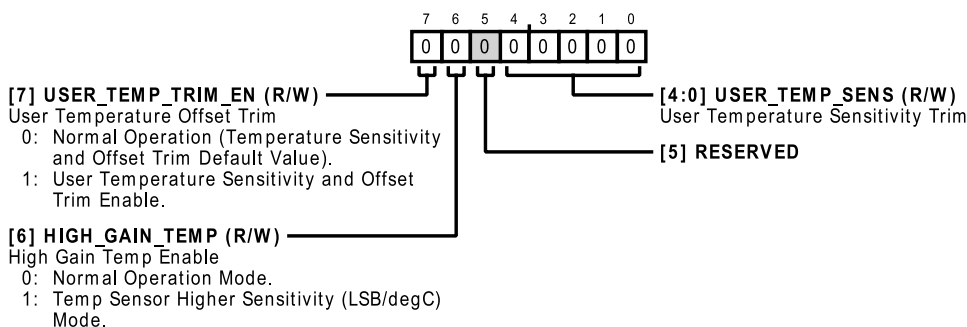 7 6 5 4 3 2 1 0
0 0 0 0 0 0 0 0
[7] USER_TEMP_TRIM_EN (R/W)
User Temperature Offset Trim
0: Normal Operation (Temperature Sensitivity
and Offset Trim Default Value).
1: User Temperature Sensitivity and Offset
Trim Enable.
[6] HIGH_GAIN_TEMP (R/W)
High Gain Temp Enable
0: Normal Operation Mode.
1: Temp Sensor Higher Sensitivity (LSB/degC)
Mode.
[4:0] USER_TEMP_SENS (R/W)
User Temperature Sensitivity Trim
[5] RESERVED